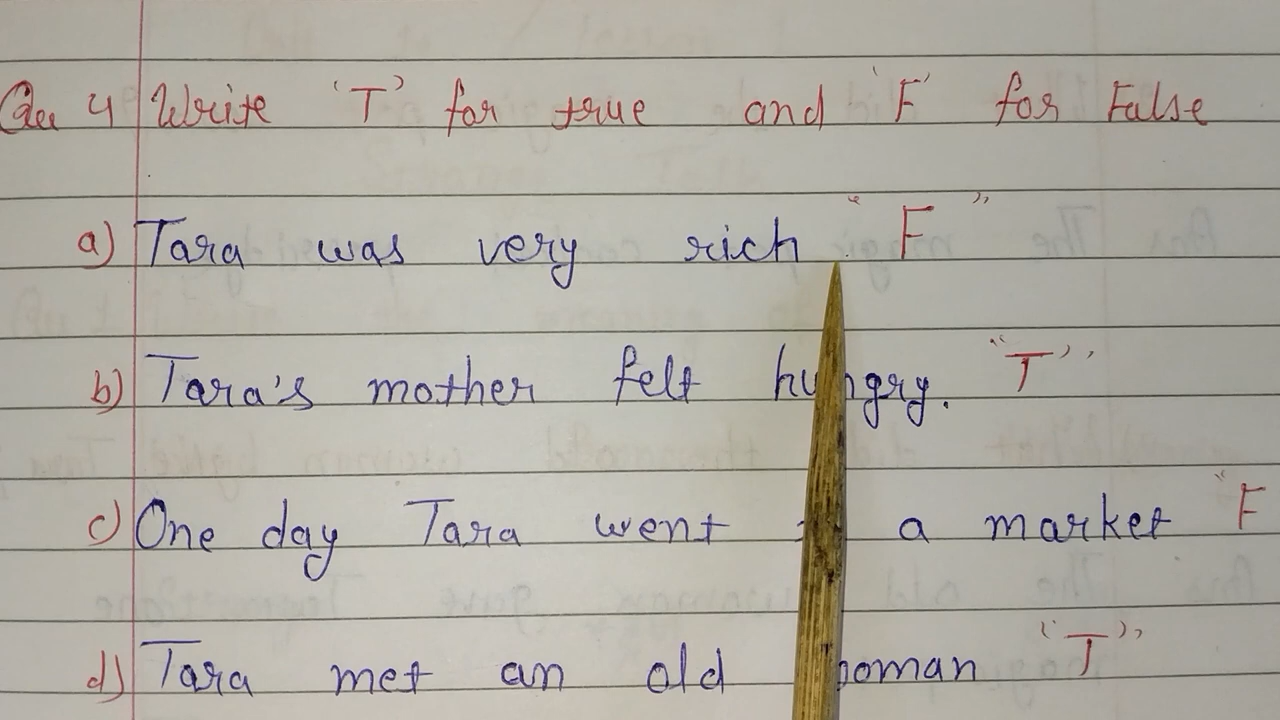 Qu 4 Write 'T' for true and 'F' for False
a) Tara was very rich "F"
b) Tara's mother felt hungry. "T"
c) One day Tara went a market "F
d) Tara met an old woman "T"